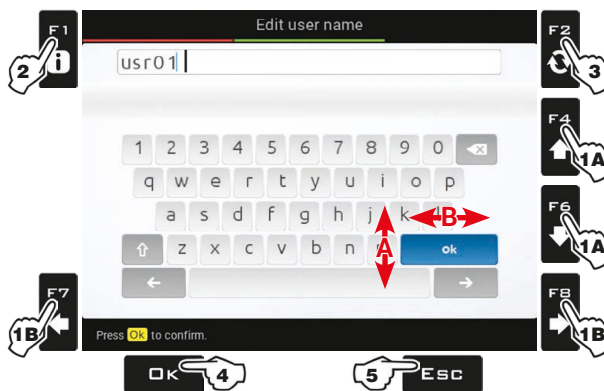 Edit user name
F1
F2
usr01
2
i
3
1 2 3 4 5 6 7 8 9 0
F4
1A
q w e r t y u i o p
a s d f g h j k
B
F6
1A
z x c v b n
A
ok
F7
F8
1B
1B
Press Ok to confirm.
OK
4
5
ESC